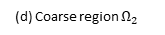 (d) Coarse region Ω₂